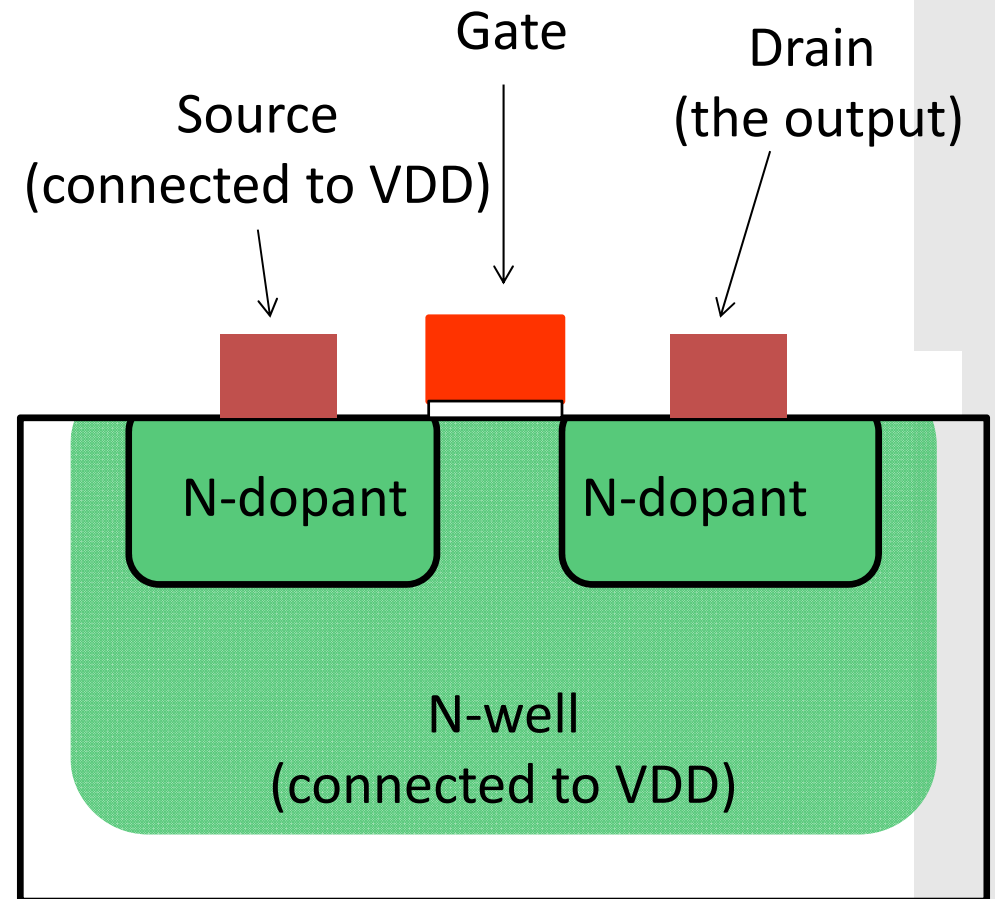 Gate
Drain
(the output)
Source
(connected to VDD)
N-dopant
N-dopant
N-well
(connected to VDD)